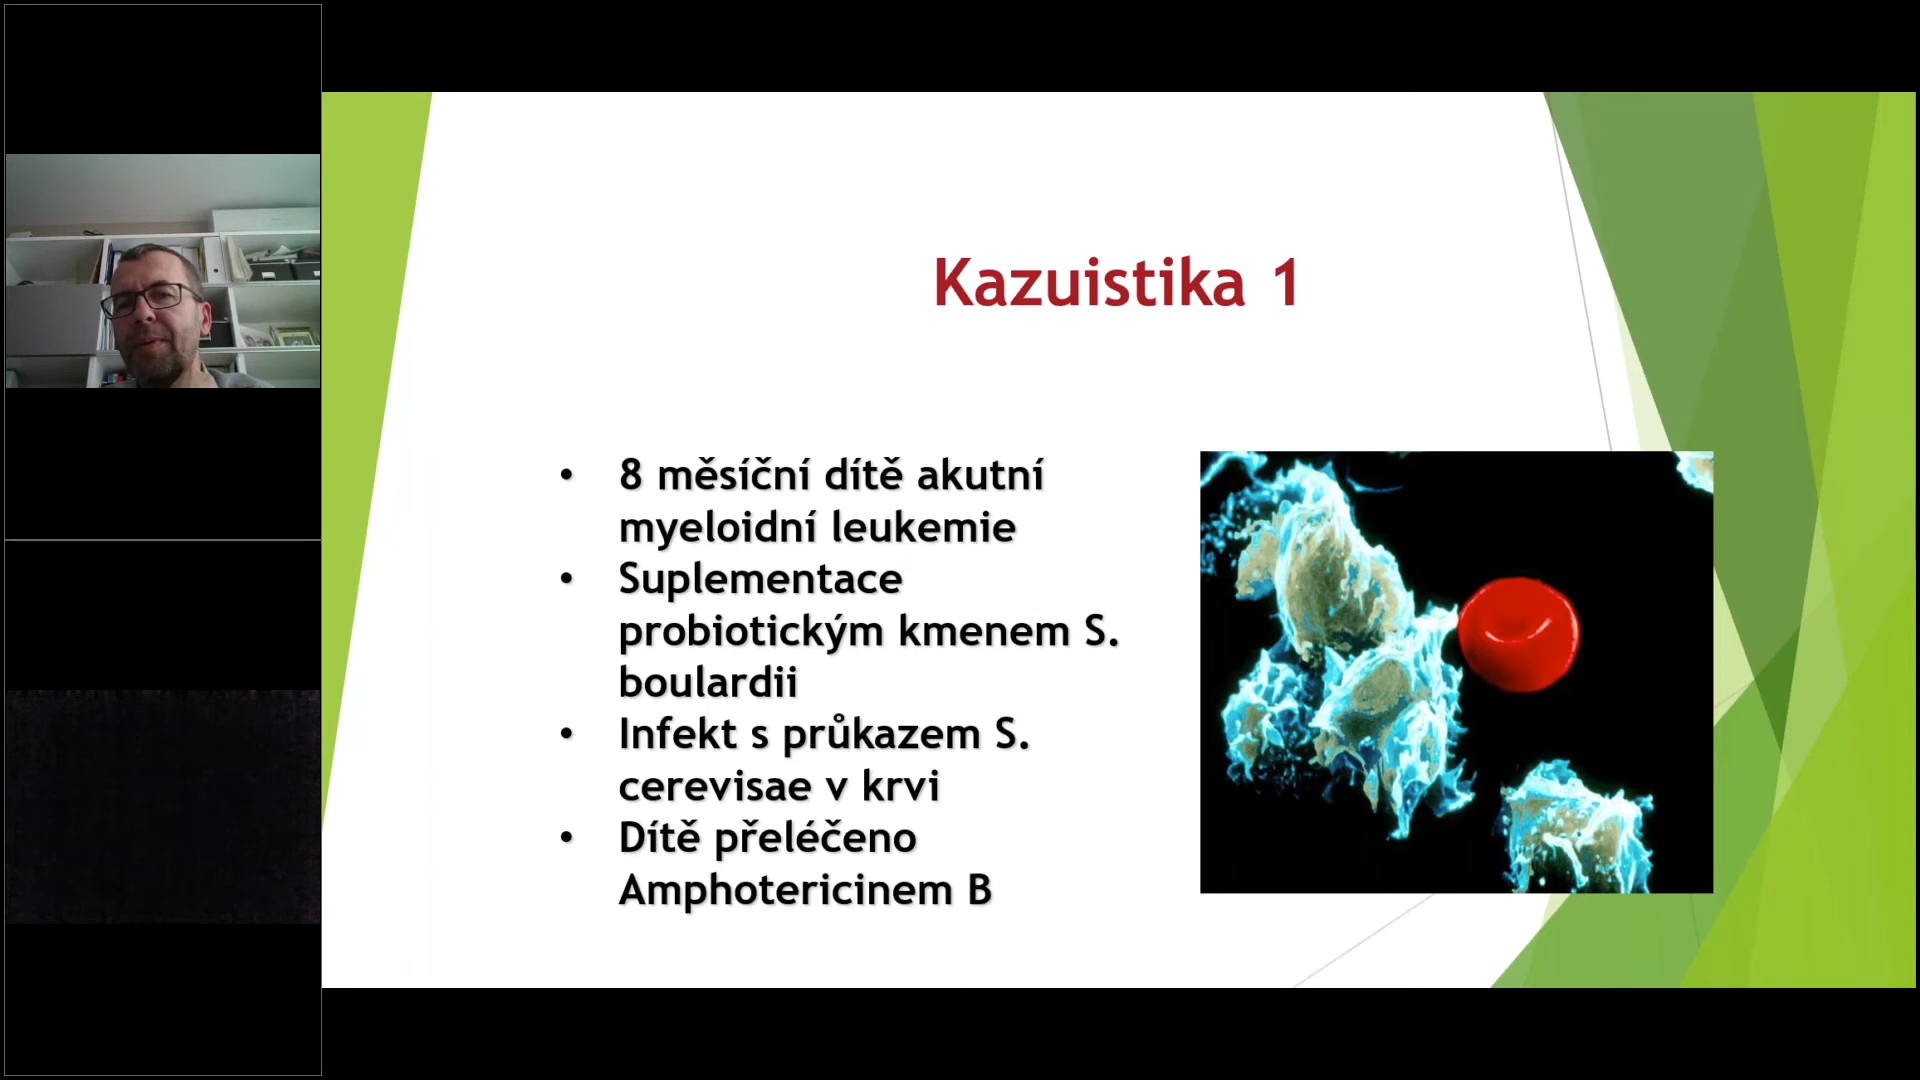 Kazuistika 1
• 8 měsíční dítě akutní
myeloidní leukemie
• Suplementace
probiotickým kmenem S.
boulardii
• Infekt s průkazem S.
cerevisae v krvi
• Dítě přeléčeno
Amphotericinem B